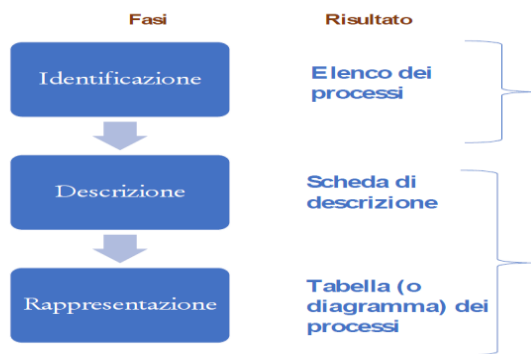 Fasi Risultato
Identificazione
Elenco dei
processi
Descrizione
Scheda di
descrizione
Rappresentazione
Tabella (o
diagramma) dei
processi